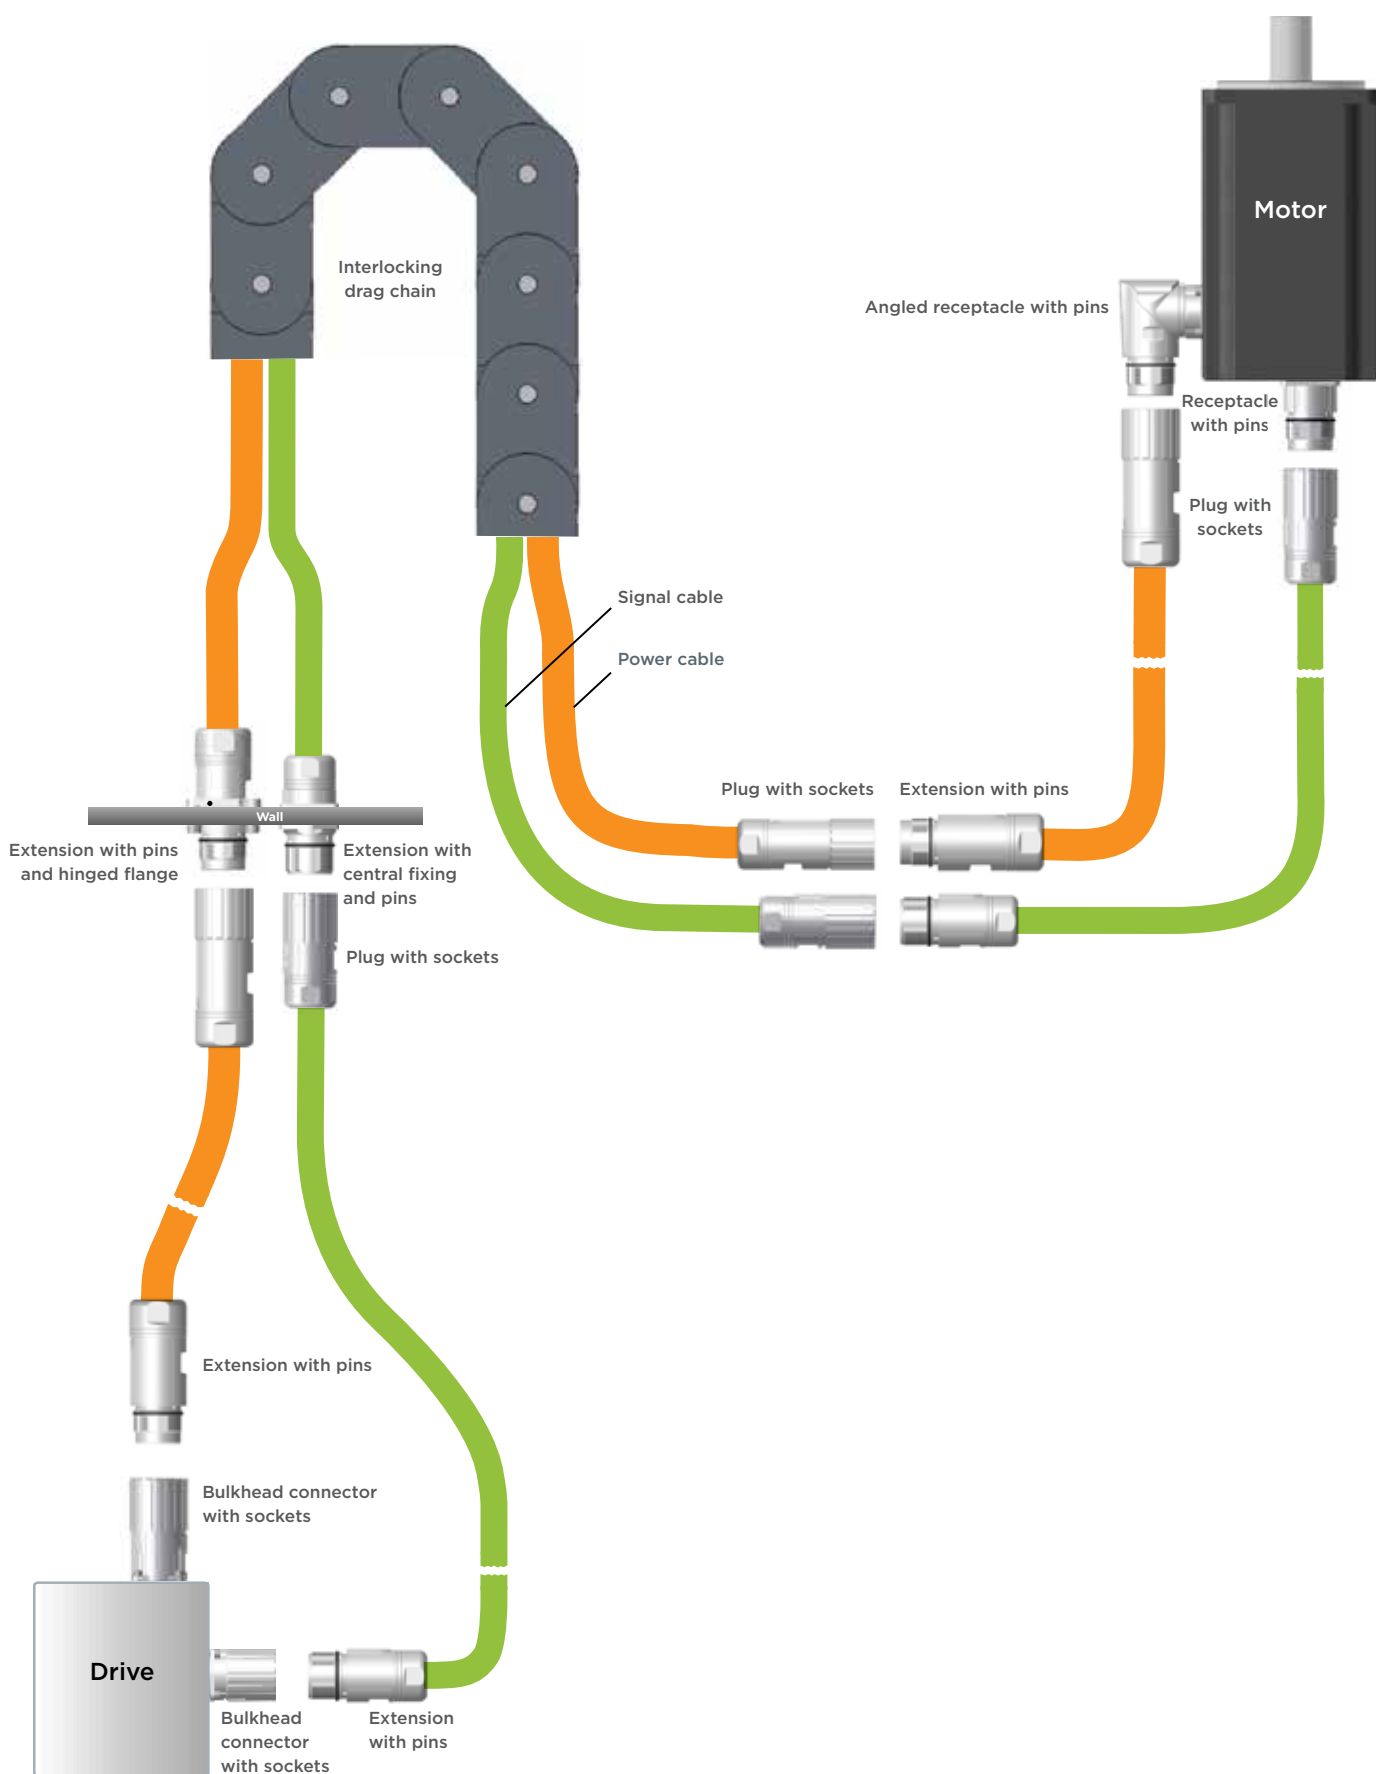 Motor
Interlocking
drag chain
Angled receptacle with pins
Receptacle
with pins
Plug with
sockets
Signal cable
Power cable
Plug with sockets
Extension with pins
Wall
Extension with pins
and hinged flange
Extension with
central fixing
and pins
Plug with sockets
Extension with pins
Bulkhead connector
with sockets
Drive
Bulkhead
connector
with sockets
Extension
with pins